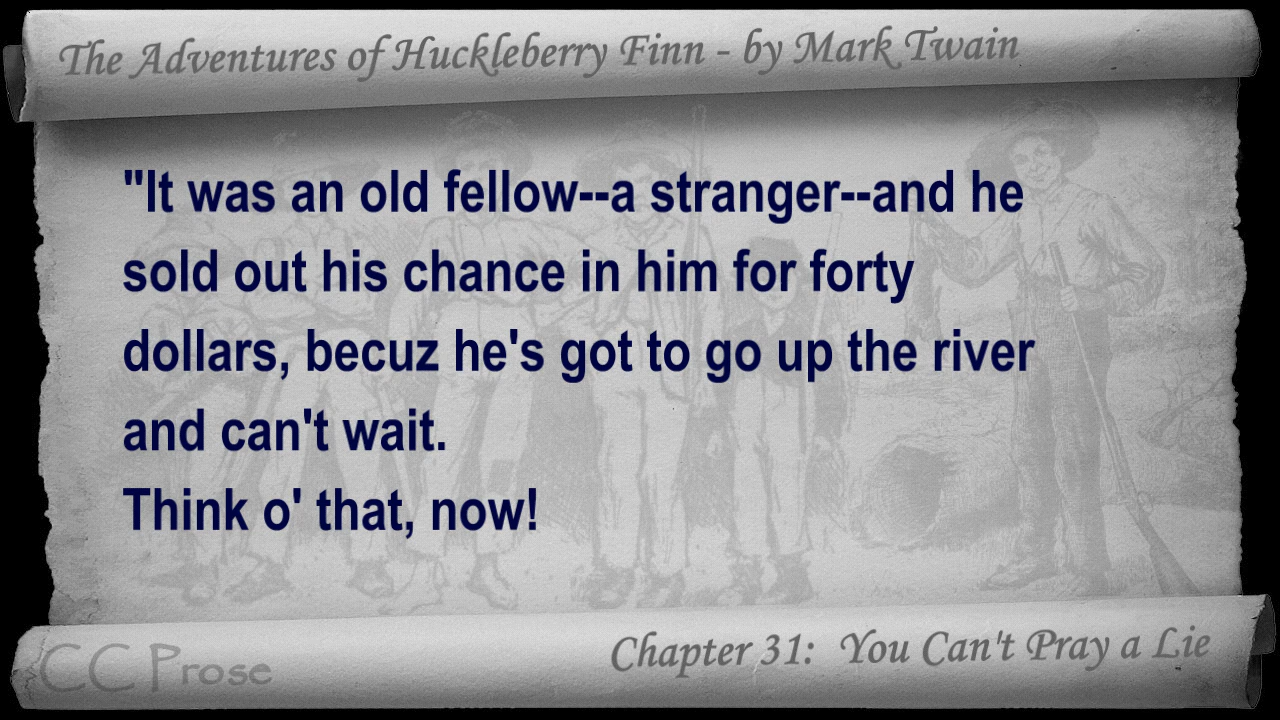 The Adventures of Huckleberry Finn - by Mark Twain
"It was an old fellow--a stranger--and he
sold out his chance in him for forty
dollars, becuz he's got to go up the river
and can't wait.
Think o' that, now!
CC Prose
Chapter 31: You Can't Pray a Lie